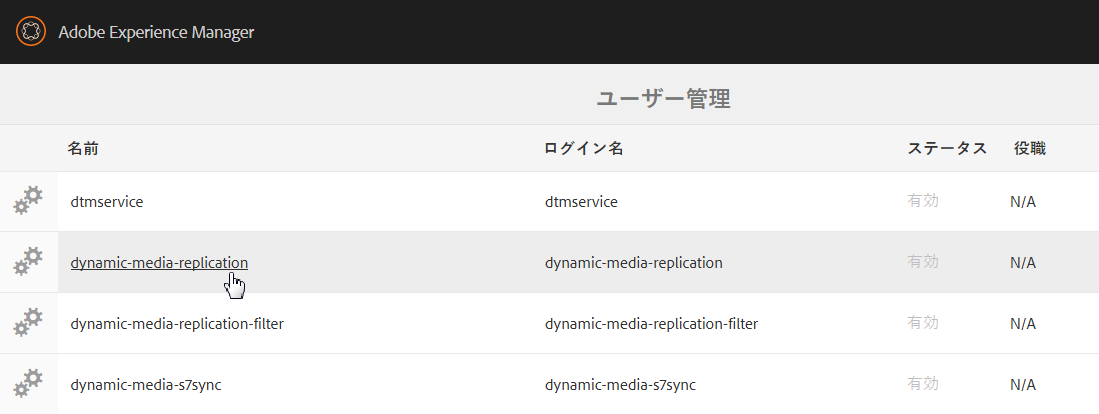 Adobe Experience Manager
ユーザー管理
名前 ログイン名 ステータス 役職
dtmservice dtmservice 有効 N/A
dynamic-media-replication dynamic-media-replication 有効 N/A
dynamic-media-replication-filter dynamic-media-replication-filter 有効 N/A
dynamic-media-s7sync dynamic-media-s7sync 有効 N/A